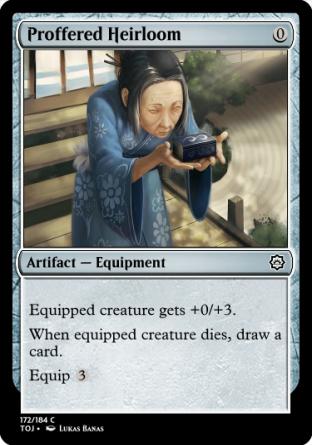 Proffered Heirloom 0
Artifact — Equipment
Equipped creature gets +0/+3.
When equipped creature dies, draw a
card.
Equip 3
172/184 C
TOJ • Lukas Banas